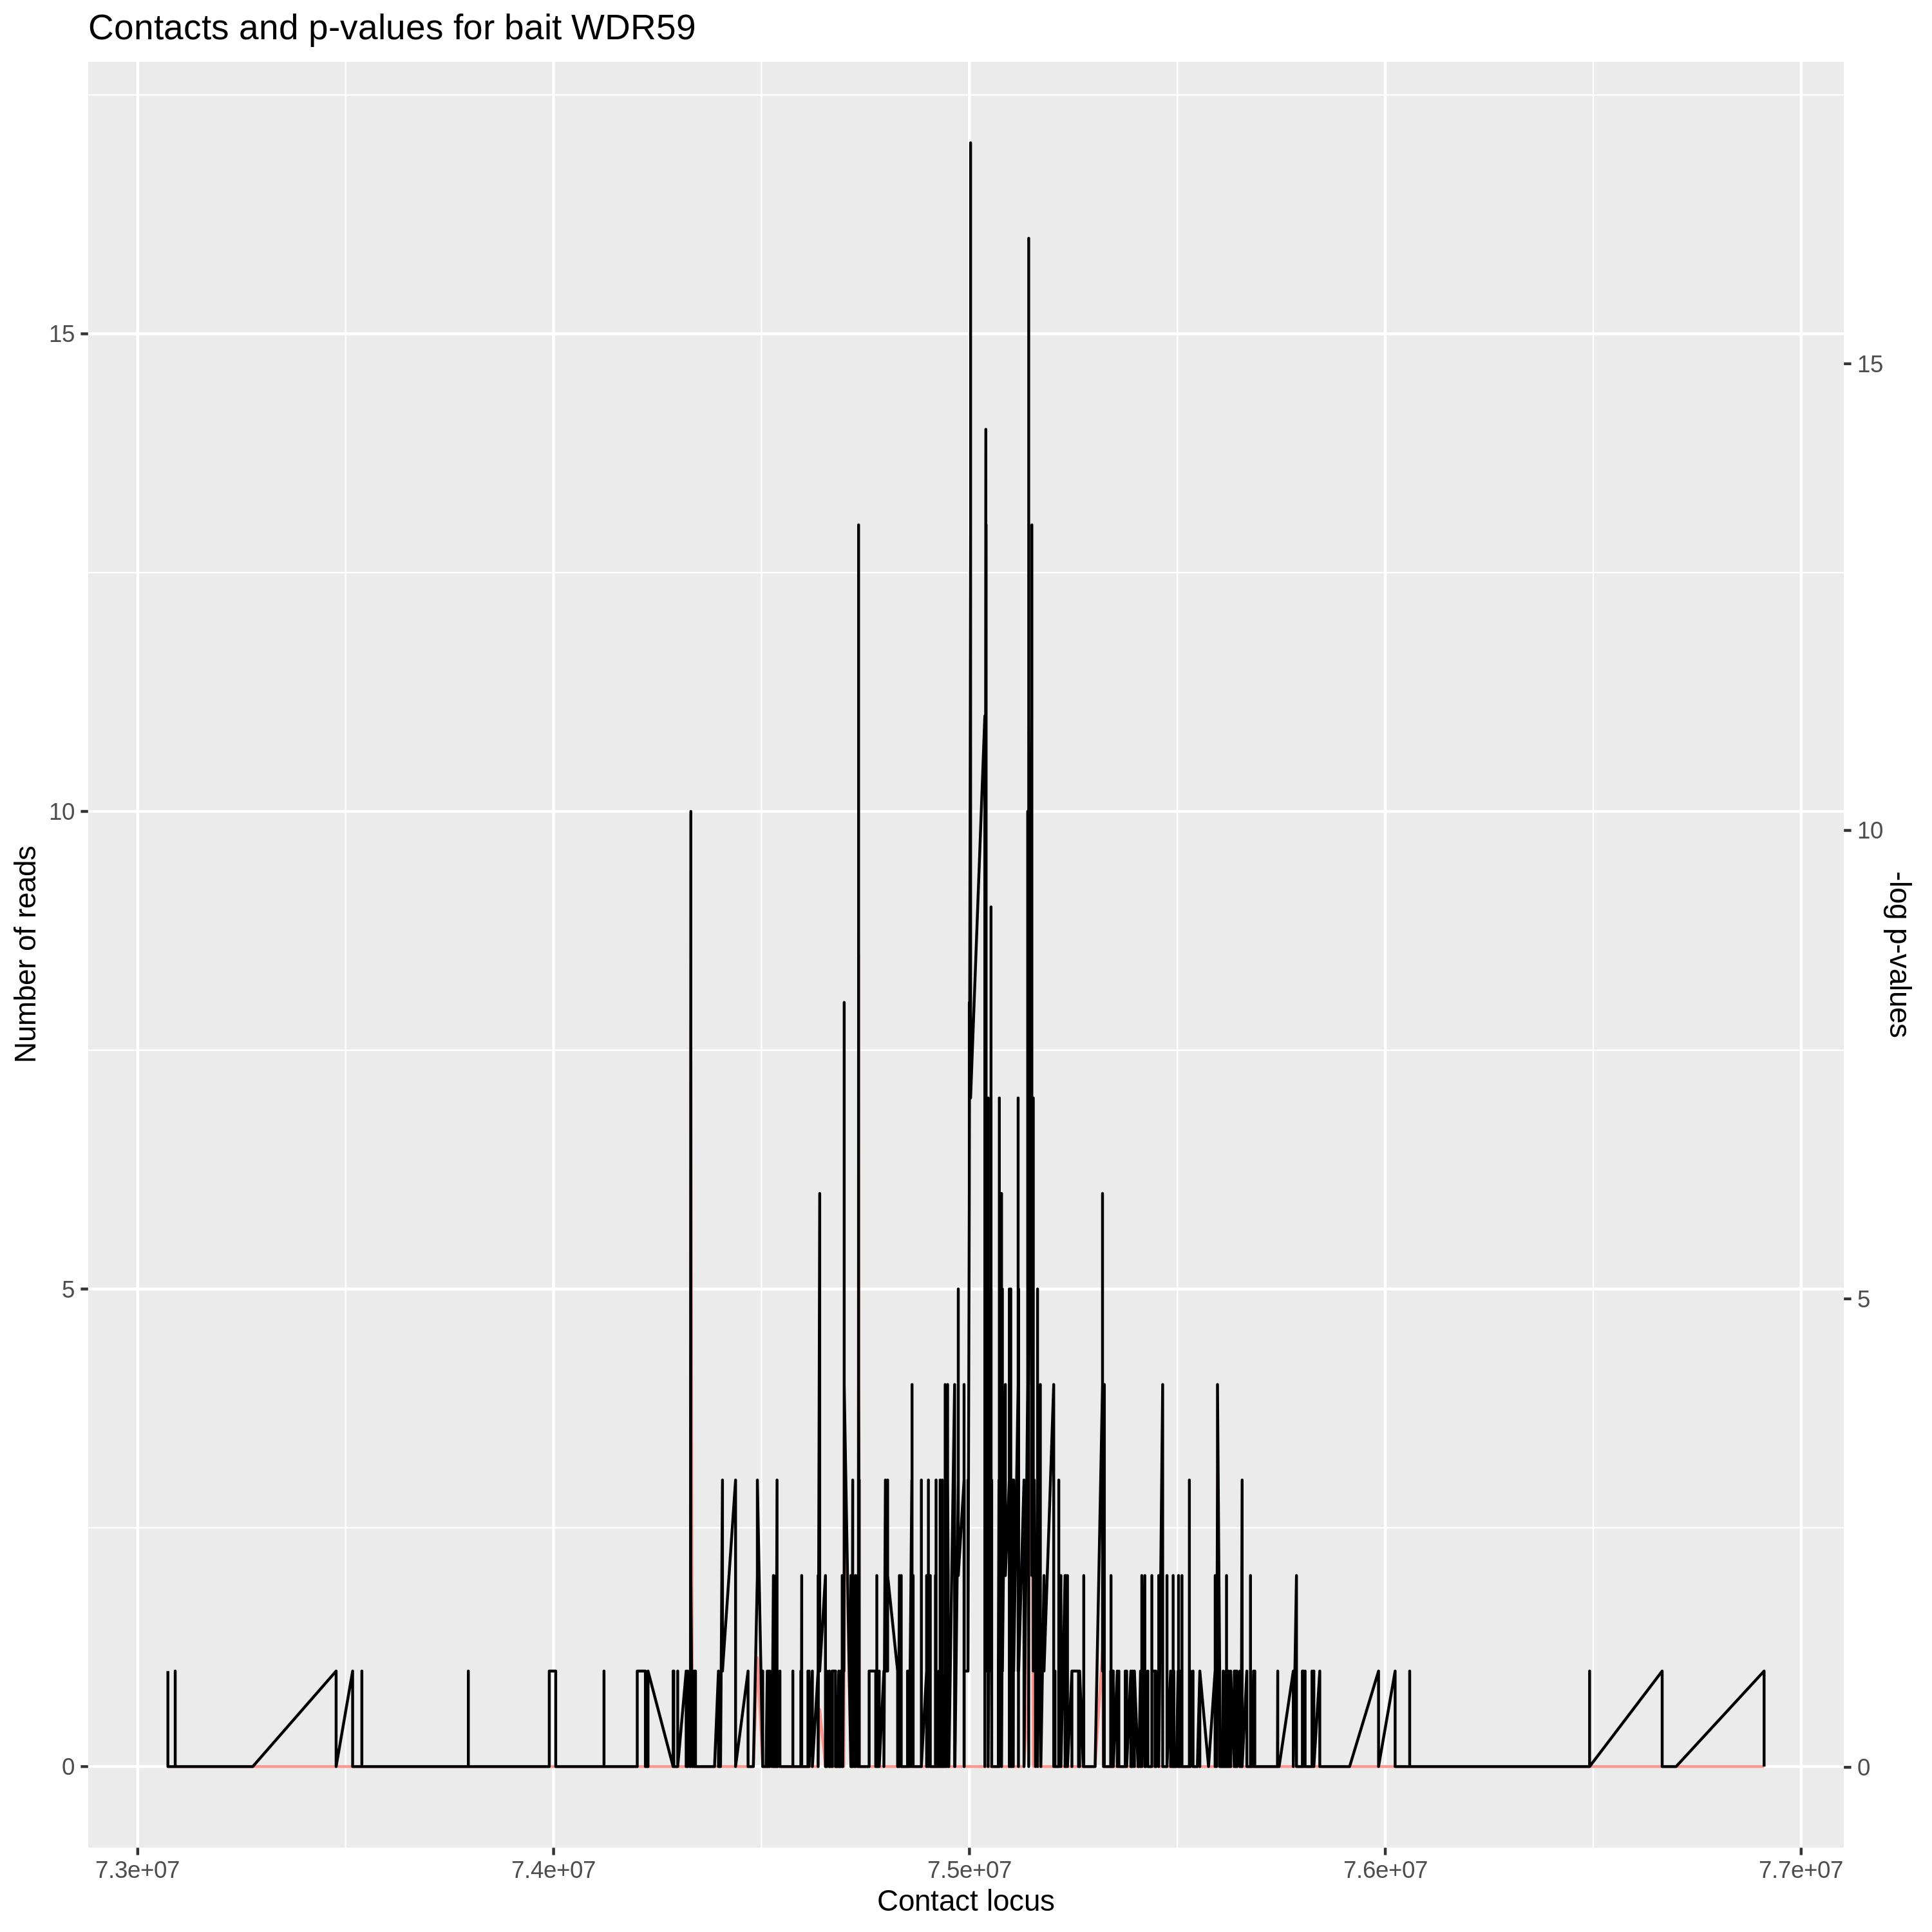 Contacts and p-values for bait WDR59
15
10
5
0
Number of reads
15
10
5
0
-log p-values
7.3e+07
7.4e+07
7.5e+07
7.6e+07
7.7e+07
Contact locus